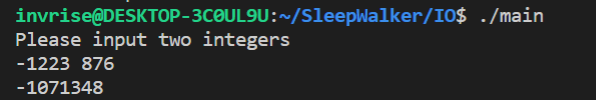 invrise@DESKTOP-3C0UL9U:~/SleepWalker/IO$ ./main
Please input two integers
-1223 876
-1071348